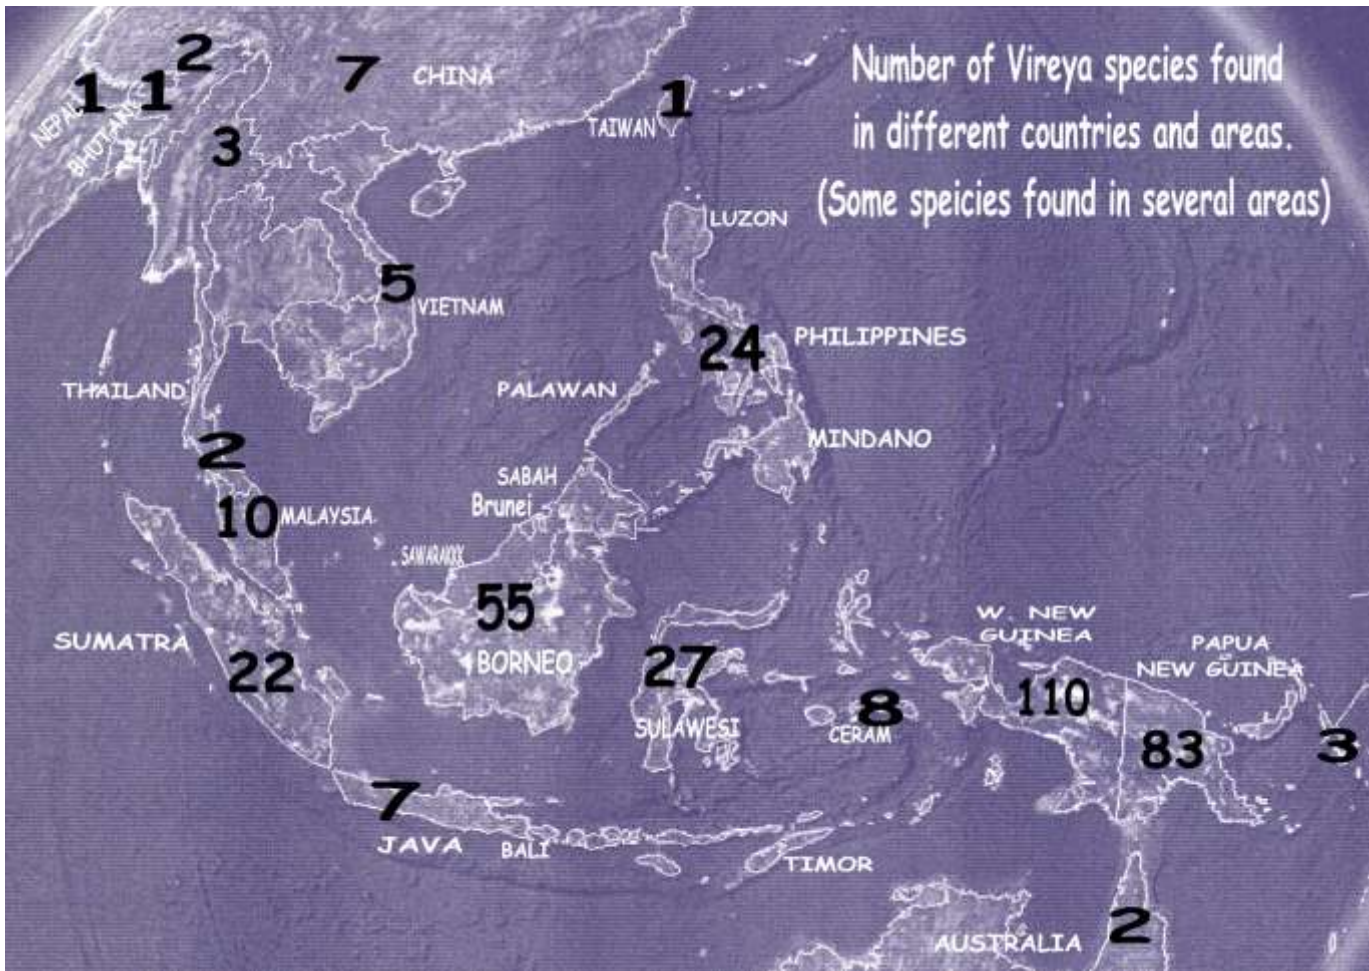 Number of Vireya species found
in different countries and areas.
(Some speicies found in several areas)
2
7
CHINA
1
1
1
NEPAL
BHUTAN
TAIWAN
3
LUZON
5
VIETNAM
24
PHILIPPINES
THAILAND
PALAWAN
2
MINDANO
SABAH
Brunei
10
MALAYSIA
55
BORNEO
SUMATRA
22
27
SULAWESI
8
CERAM
W. NEW
GUINEA
110
PAPUA
NEW GUINEA
83
3
7
JAVA
BALI
TIMOR
2
AUSTRALIA